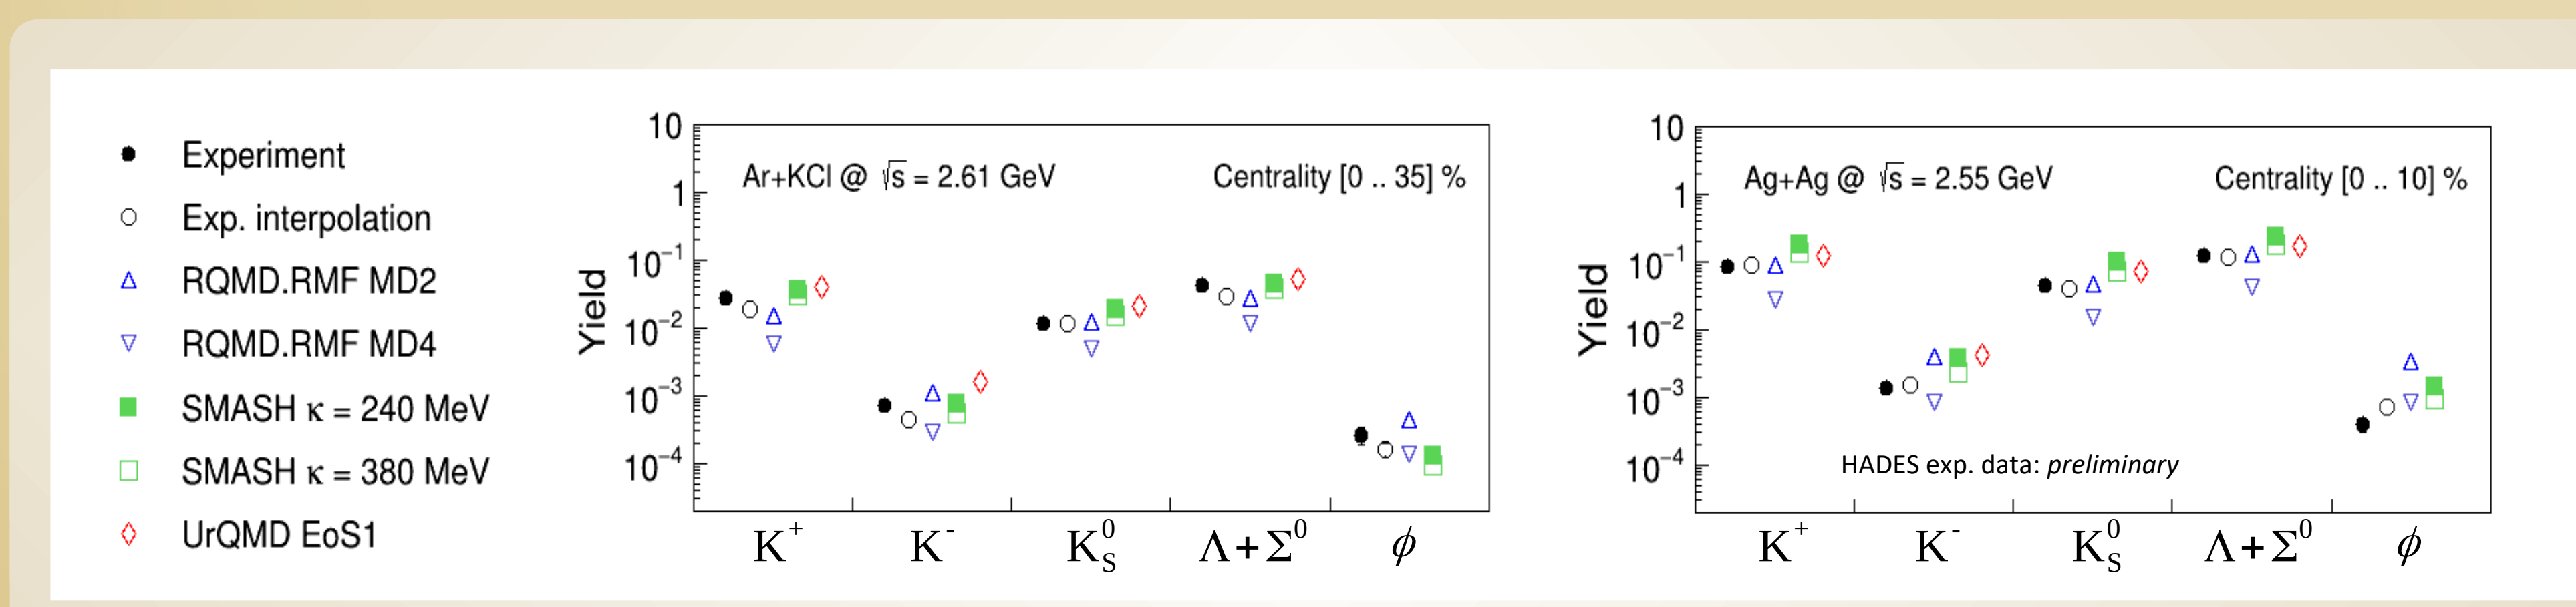 Experiment
Exp. interpolation
RQMD.RMF MD2
RQMD.RMF MD4
SMASH κ = 240 MeV
SMASH κ = 380 MeV
UrQMD EoS1
Yield
10
1
10⁻¹
10⁻²
10⁻³
10⁻⁴
Ar+KCl @ √s = 2.61 GeV
Centrality [0 .. 35] %
K⁺ K⁻ K⁰S Λ+Σ⁰ ϕ
Yield
10
1
10⁻¹
10⁻²
10⁻³
10⁻⁴
Ag+Ag @ √s = 2.55 GeV
Centrality [0 .. 10] %
HADES exp. data: preliminary
K⁺ K⁻ K⁰S Λ+Σ⁰ ϕ